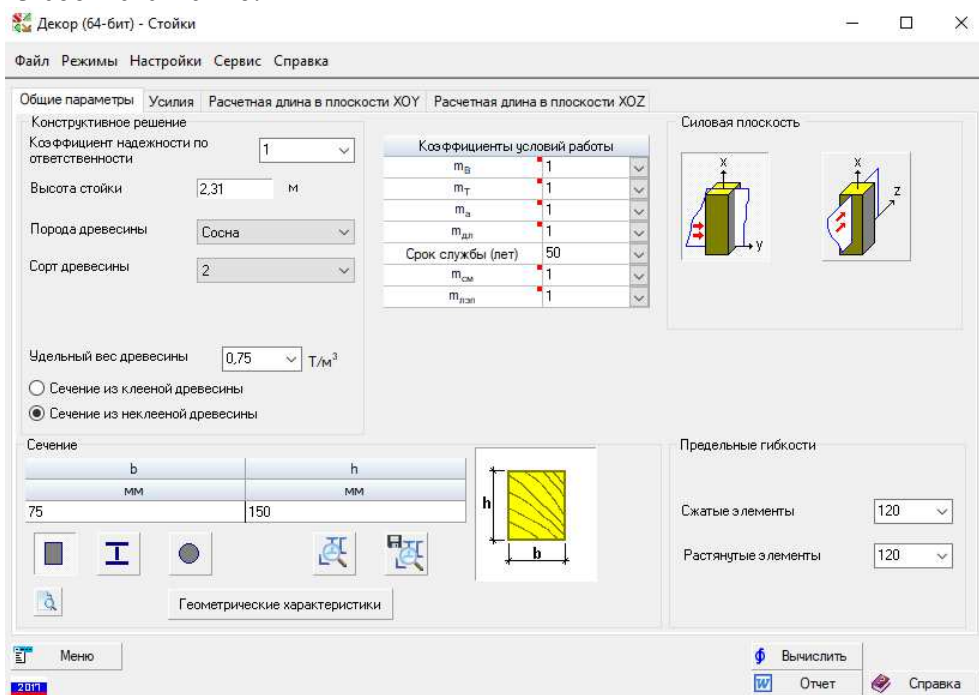 Декор (64-бит) - Стойки
Файл Режимы Настройки Сервис Справка
Общие параметры Усилия Расчетная длина в плоскости XOY Расчетная длина в плоскости XOZ
Конструктивное решение
Коэффициент надежности по ответственности 1
Высота стойки 2,31 м
Порода древесины Сосна
Сорт древесины 2
Удельный вес древесины 0,75 Т/м³
Сечение из клееной древесины
Сечение из неклееной древесины
Коэффициенты условий работы
mВ 1
mТ 1
mа 1
mдл 1
Срок службы (лет) 50
mсм 1
mлэп 1
Силовая плоскость
x
y
x
z
Сечение
b h
мм мм
75 150
h
b
Геометрические характеристики
Предельные гибкости
Сжатые элементы 120
Растянутые элементы 120
Меню
Вычислить
2017
Отчет
Справка